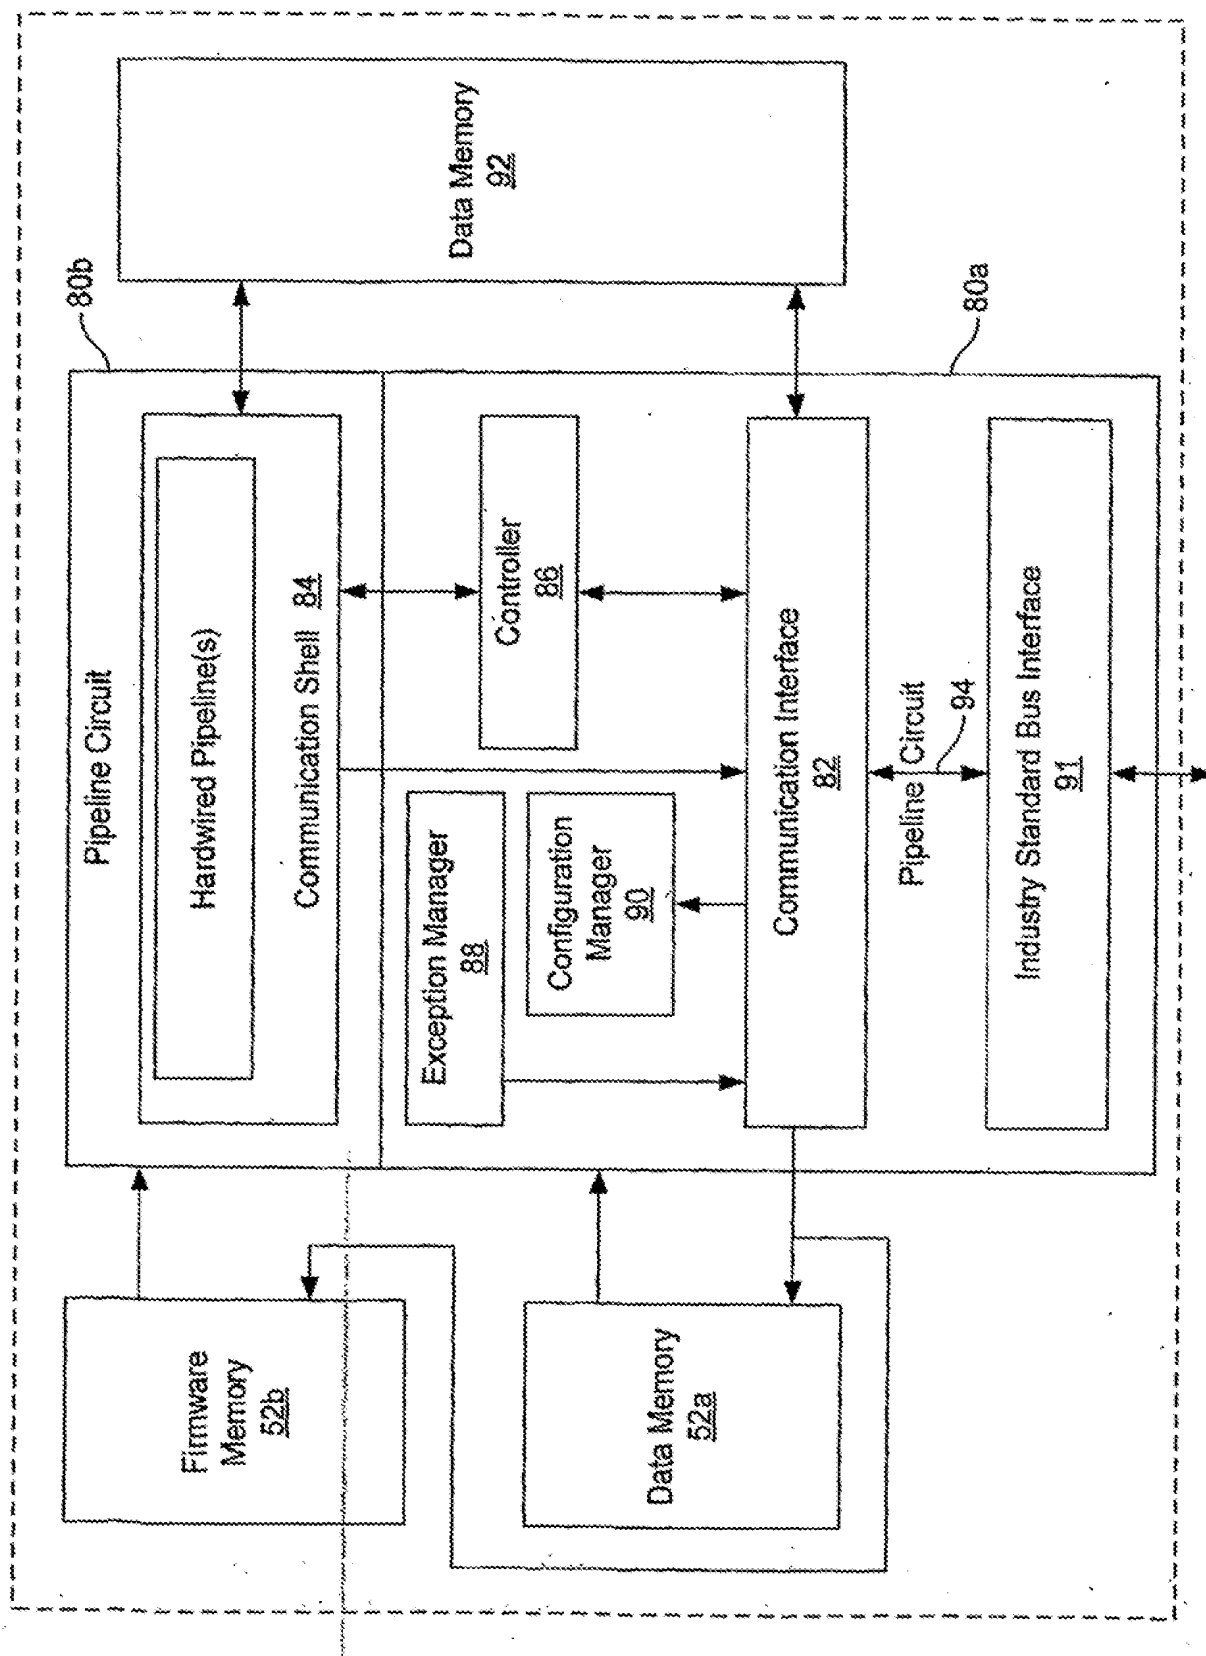 Data Memory
92
80b
80a
Pipeline Circuit
Hardwired Pipeline(s)
Communication Shell 84
Controller
86
Exception Manager
88
Configuration
Manager
90
Communication Interface
82
Pipeline Circuit
94
Industry Standard Bus Interface
91
Firmware
Memory
52b
Data Memory
52a